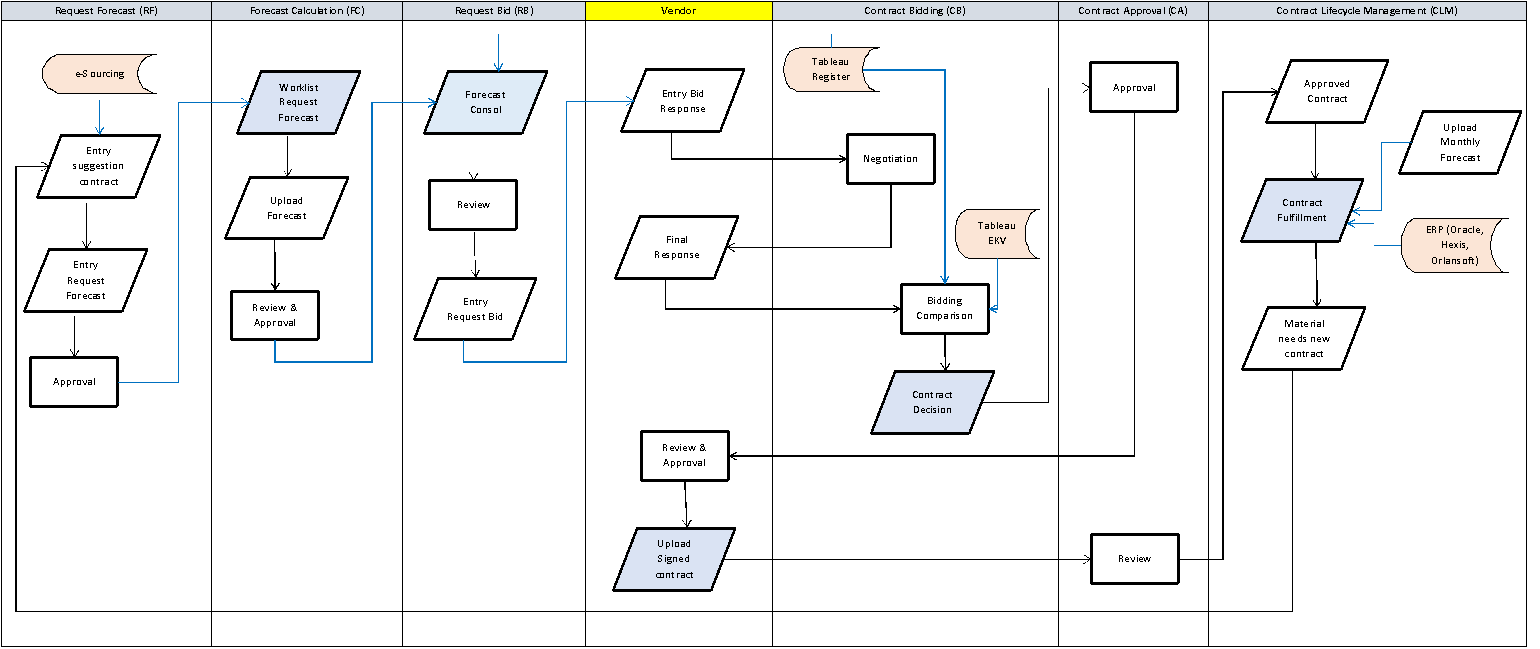 Request Forecast (RF)
Forecast Calculation (FC)
Request Bid (RB)
Vendor
Contract Bidding (CB)
Contract Approval (CA)
Contract Lifecycle Management (CLM)
e-Sourcing
Entry
suggestion
contract
Entry
Request
Forecast
Approval
Worklist
Request
Forecast
Upload
Forecast
Review &
Approval
Forecast
Consol
Review
Entry
Request Bid
Entry Bid
Response
Final
Response
Review &
Approval
Upload
Signed
contract
Tableau
Register
Negotiation
Tableau
EKV
Bidding
Comparison
Contract
Decision
Approval
Review
Approved
Contract
Upload
Monthly
Forecast
Contract
Fulfillment
ERP (Oracle,
Hexis,
Orlansoft)
Material
needs new
contract